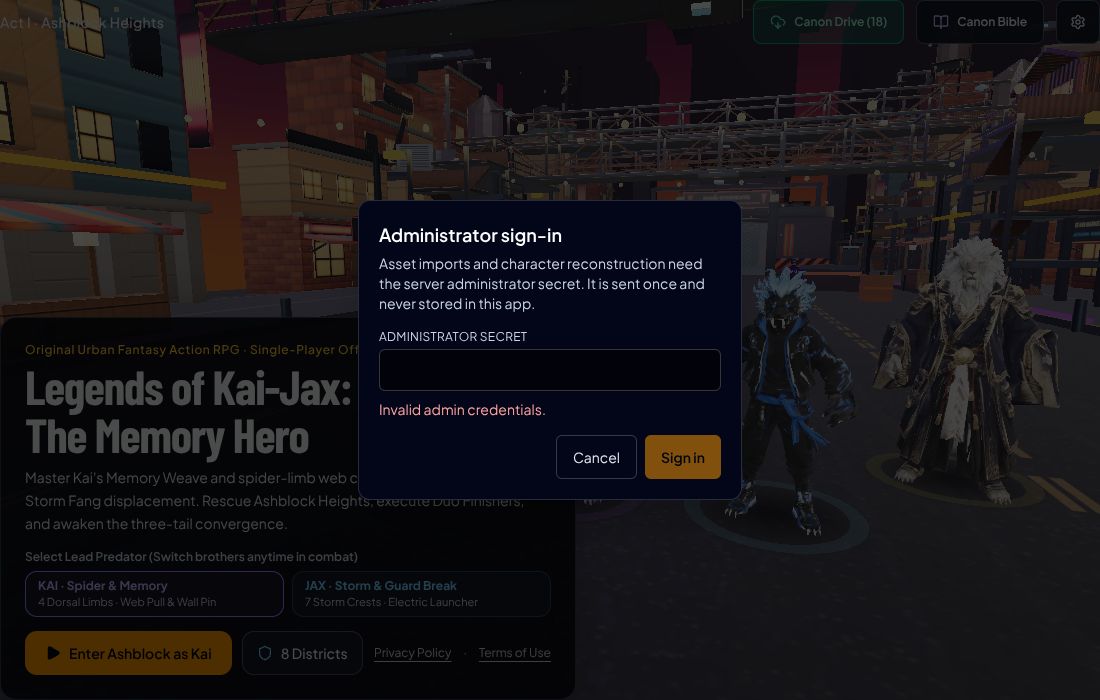 Act I · Ashblock Heights
Canon Drive (18)
Canon Bible
Administrator sign-in
Asset imports and character reconstruction need
the server administrator secret. It is sent once and
never stored in this app.
ADMINISTRATOR SECRET
Invalid admin credentials.
Cancel
Sign in
Original Urban Fantasy Action RPG · Single-Player Off
Legends of Kai-Jax:
The Memory Hero
Master Kai's Memory Weave and spider-limb web c
Storm Fang displacement. Rescue Ashblock Heights, execute Duo Finishers,
and awaken the three-tail convergence.
Select Lead Predator (Switch brothers anytime in combat)
KAI · Spider & Memory
4 Dorsal Limbs · Web Pull & Wall Pin
JAX · Storm & Guard Break
7 Storm Crests · Electric Launcher
Enter Ashblock as Kai
8 Districts
Privacy Policy
·
Terms of Use